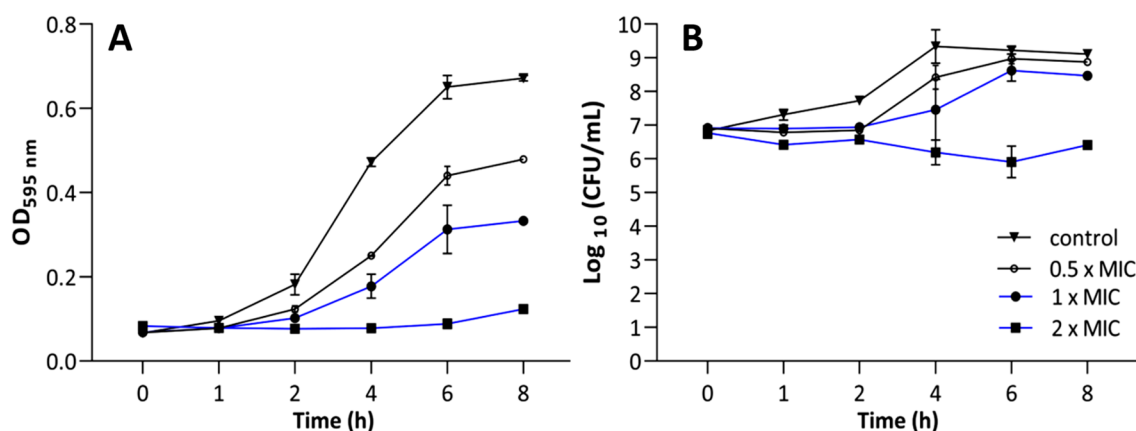 A
0.8
0.6
0.4
0.2
0.0
OD595 nm
0 1 2 4 6 8
Time (h)
B
10
9
8
7
6
5
4
3
2
1
0
Log 10 (CFU/mL)
control
0.5 x MIC
1 x MIC
2 x MIC
0 1 2 4 6 8
Time (h)